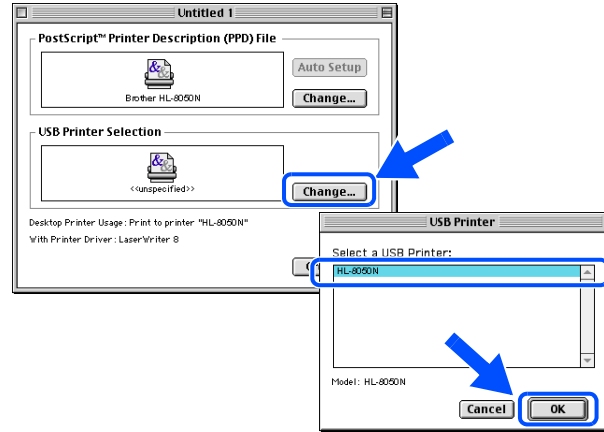 Untitled 1
PostScript™ Printer Description (PPD) File
Auto Setup
Brother HL-8050N
Change...
USB Printer Selection
<<unspecified>>
Change...
Desktop Printer Usage: Print to printer "HL-8050N"
With Printer Driver: LaserWriter 8
USB Printer
Select a USB Printer:
HL-8050N
Model: HL-8050N
Cancel
OK